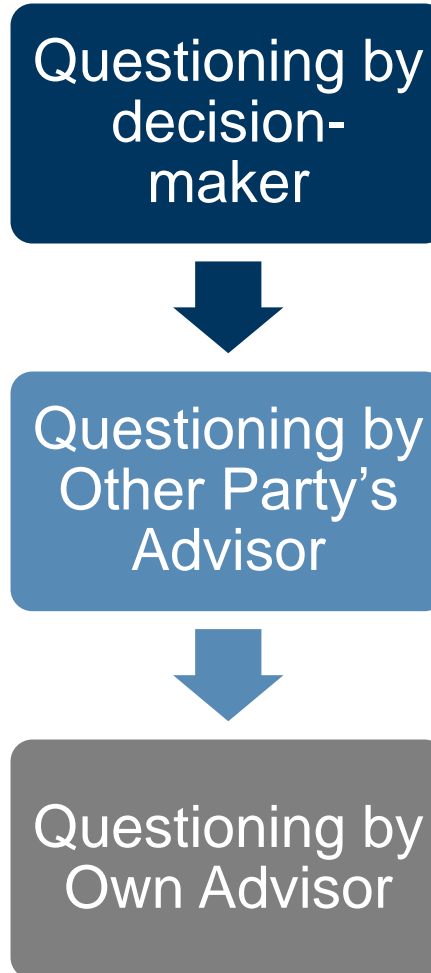 Questioning by
decision-
maker
Questioning by
Other Party’s
Advisor
Questioning by
Own Advisor